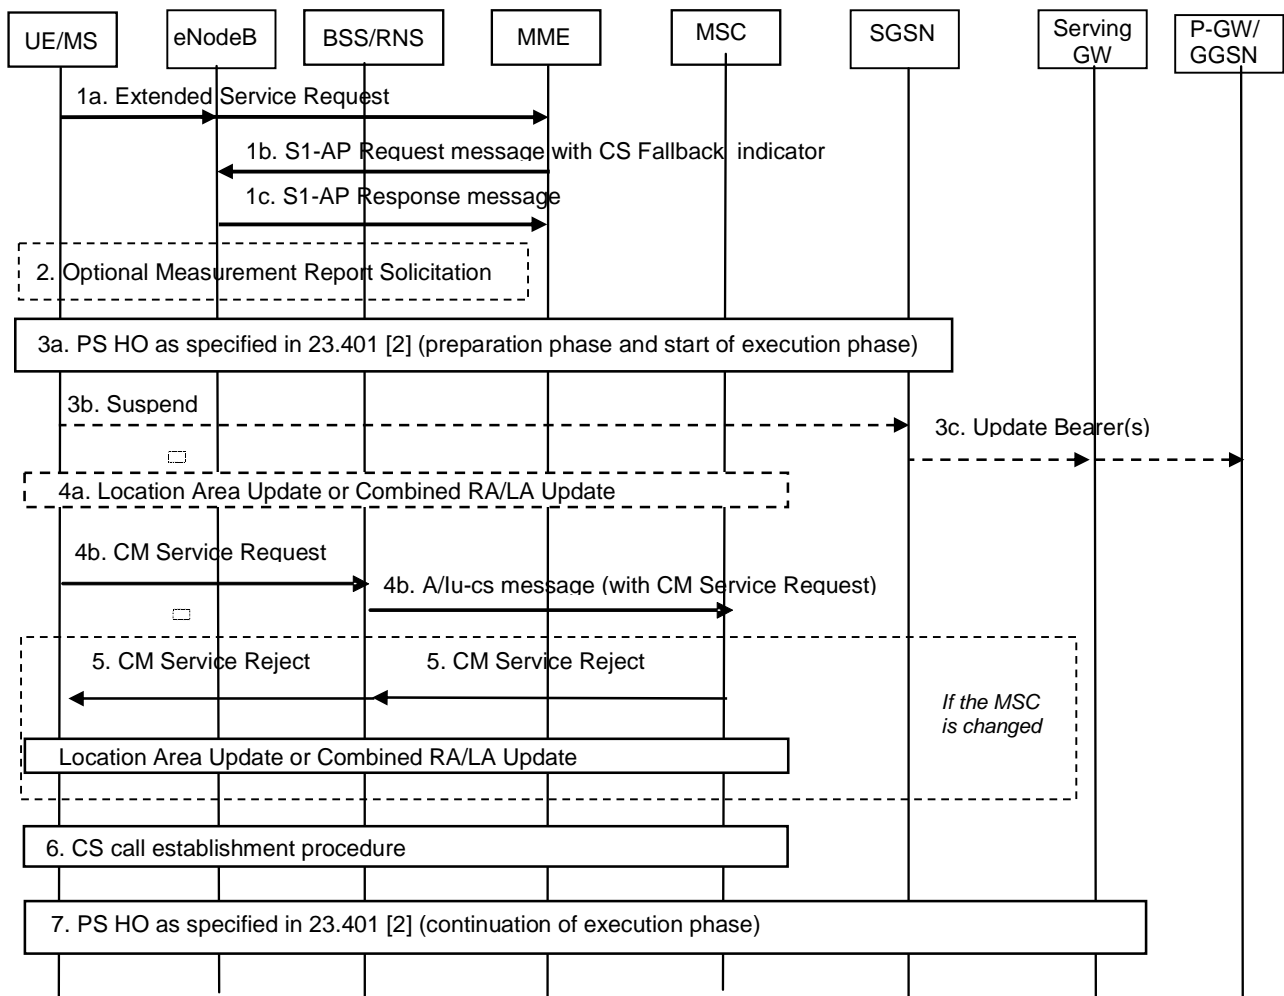 UE/MS
eNodeB
BSS/RNS
MME
MSC
SGSN
Serving
GW
P-GW/
GGSN
1a. Extended Service Request
1b. S1-AP Request message with CS Fallback indicator
1c. S1-AP Response message
2. Optional Measurement Report Solicitation
3a. PS HO as specified in 23.401 [2] (preparation phase and start of execution phase)
3b. Suspend
3c. Update Bearer(s)
4a. Location Area Update or Combined RA/LA Update
4b. CM Service Request
4b. A/Iu-cs message (with CM Service Request)
5. CM Service Reject
5. CM Service Reject
If the MSC
is changed
Location Area Update or Combined RA/LA Update
6. CS call establishment procedure
7. PS HO as specified in 23.401 [2] (continuation of execution phase)